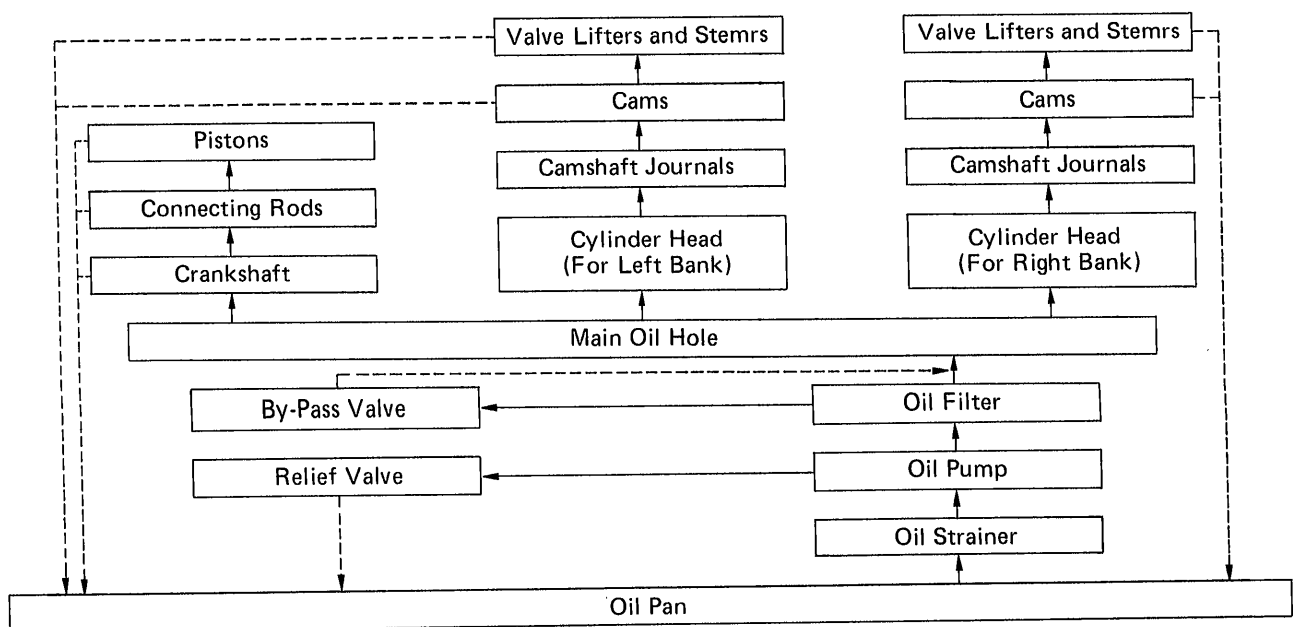 Valve Lifters and Stemrs
Valve Lifters and Stemrs
Cams
Cams
Pistons
Camshaft Journals
Camshaft Journals
Connecting Rods
Cylinder Head
(For Left Bank)
Cylinder Head
(For Right Bank)
Crankshaft
Main Oil Hole
By-Pass Valve
Oil Filter
Relief Valve
Oil Pump
Oil Strainer
Oil Pan